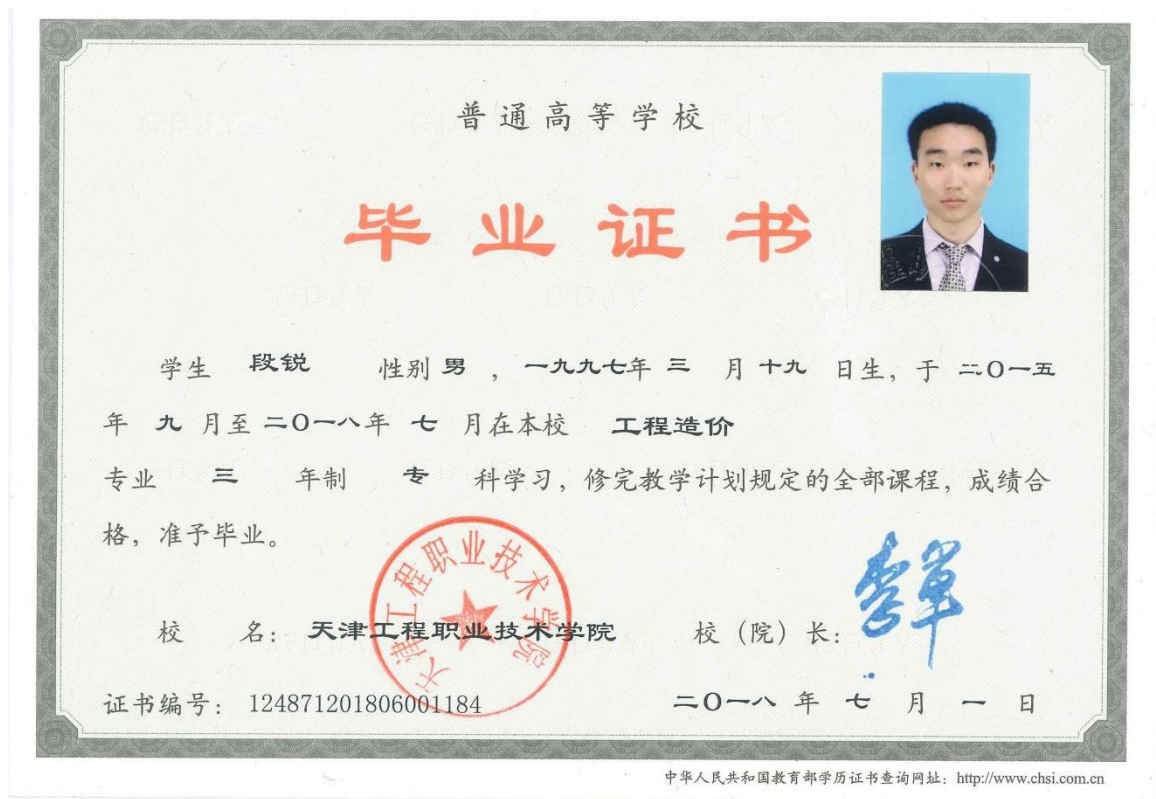 普通高等学校
毕业证书
学生 段锐 性别 男 ，一九九七年 三 月 十九 日生，于 二〇一五
年 九 月至 二〇一八年 七 月在本校 工程造价
专业 三 年制 专 科学习，修完教学计划规定的全部课程，成绩合
格，准予毕业。
天津工程职业技术学院
校 名：天津工程职业技术学院 校（院）长：
证书编号：124871201806001184 二〇一八 年 七 月 一 日
中华人民共和国教育部学历证书查询网址：http://www.chsi.com.cn